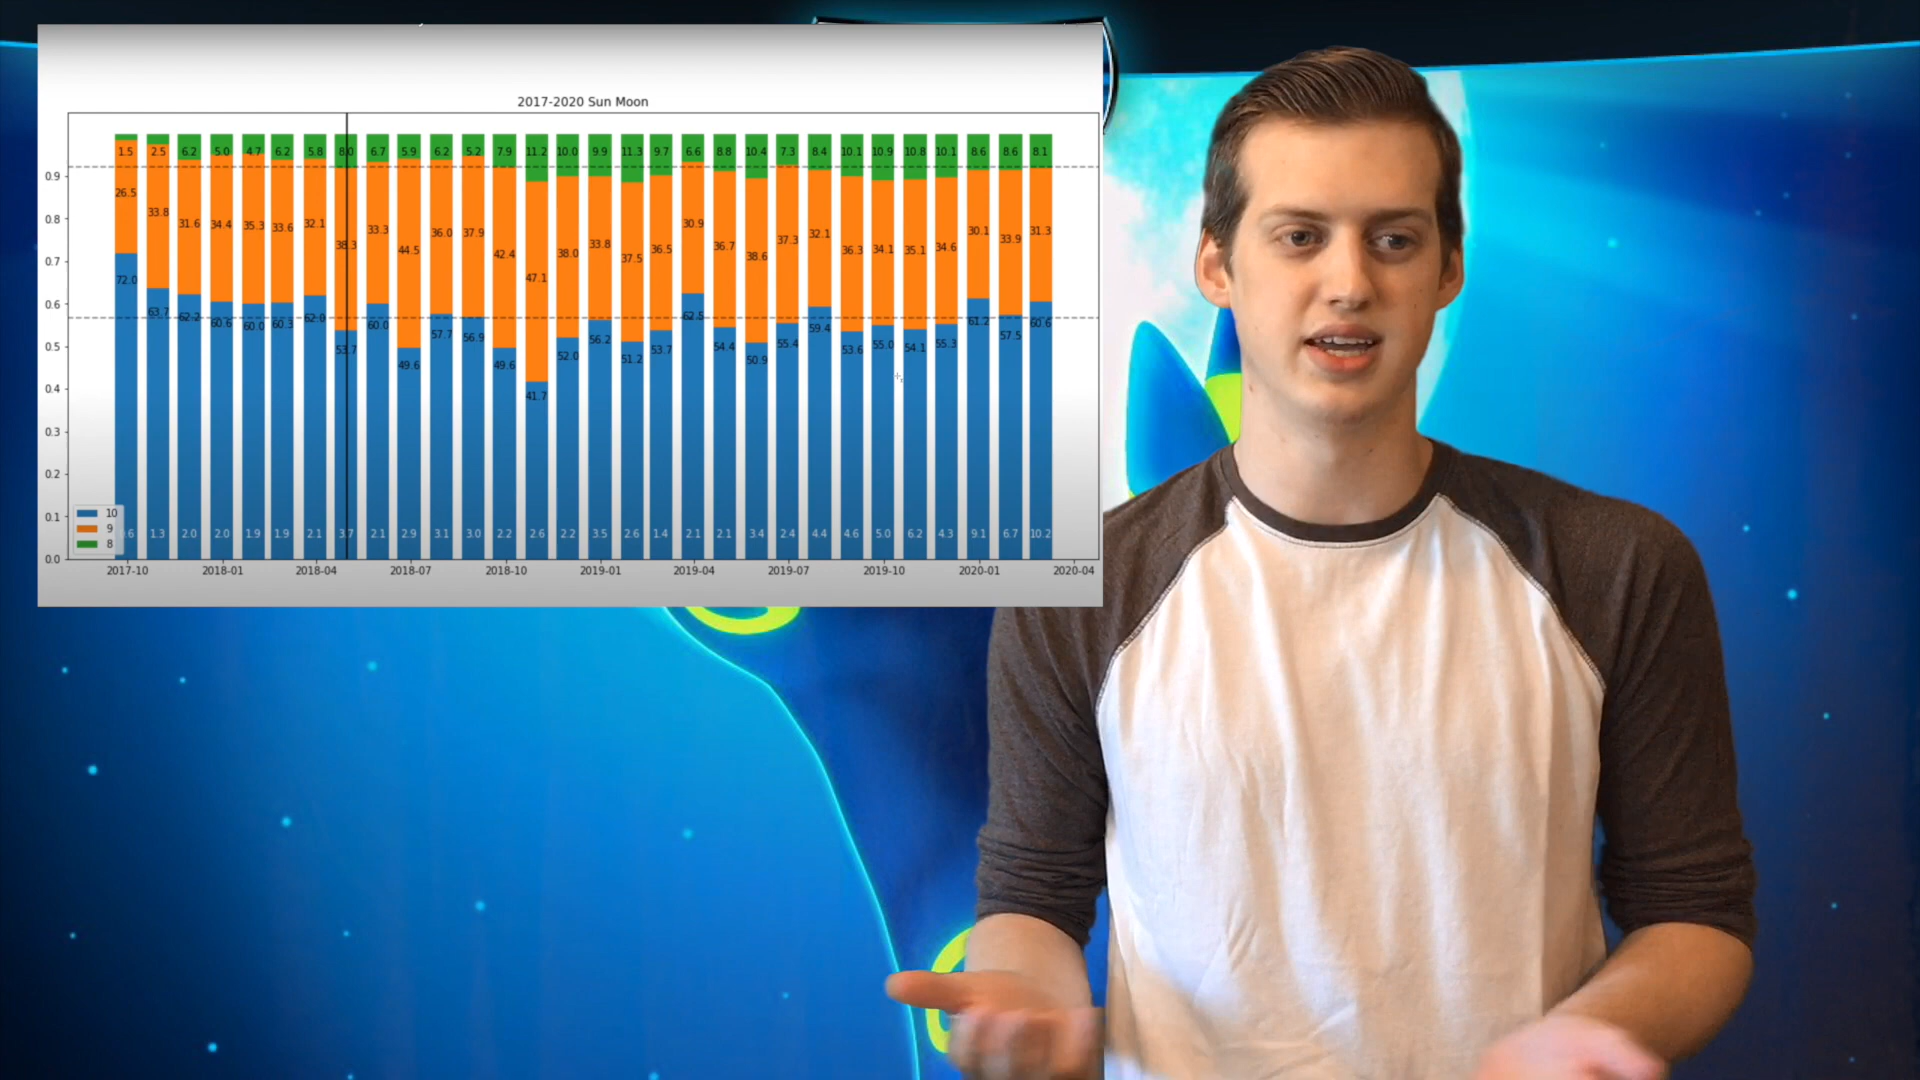 2017-2020 Sun Moon
1.5 2.5 6.2 5.0 4.7 6.2 5.8 8.0 6.7 5.9 6.2 5.2 7.9 11.2 10.0 9.9 11.3 9.7 6.6 8.8 10.4 7.3 8.4 10.1 10.9 10.8 10.1 8.6 8.6 8.1
26.5 33.8 31.6 34.4 35.3 33.6 32.1 38.3 33.3 44.5 36.0 37.9 42.4 47.1 38.0 33.8 37.5 36.5 30.9 36.7 38.6 37.3 32.1 36.3 34.1 35.1 34.6 30.1 33.9 31.3
72.0 63.7 62.2 60.6 60.0 60.3 62.0 53.7 60.0 49.6 57.7 56.9 49.6 41.7 52.0 56.2 51.2 53.7 62.5 54.4 50.9 55.4 59.4 53.6 55.0 54.1 55.3 61.2 57.5 60.6
1.3 2.0 2.0 1.9 1.9 2.1 3.7 2.1 2.9 3.1 3.0 2.2 2.6 2.2 3.5 2.6 1.4 2.1 2.1 3.4 2.4 4.4 4.6 5.0 6.2 4.3 9.1 6.7 10.2
0.9
0.8
0.7
0.6
0.5
0.4
0.3
0.2
0.1
0.0
10
9
8
2017-10 2018-01 2018-04 2018-07 2018-10 2019-01 2019-04 2019-07 2019-10 2020-01 2020-04